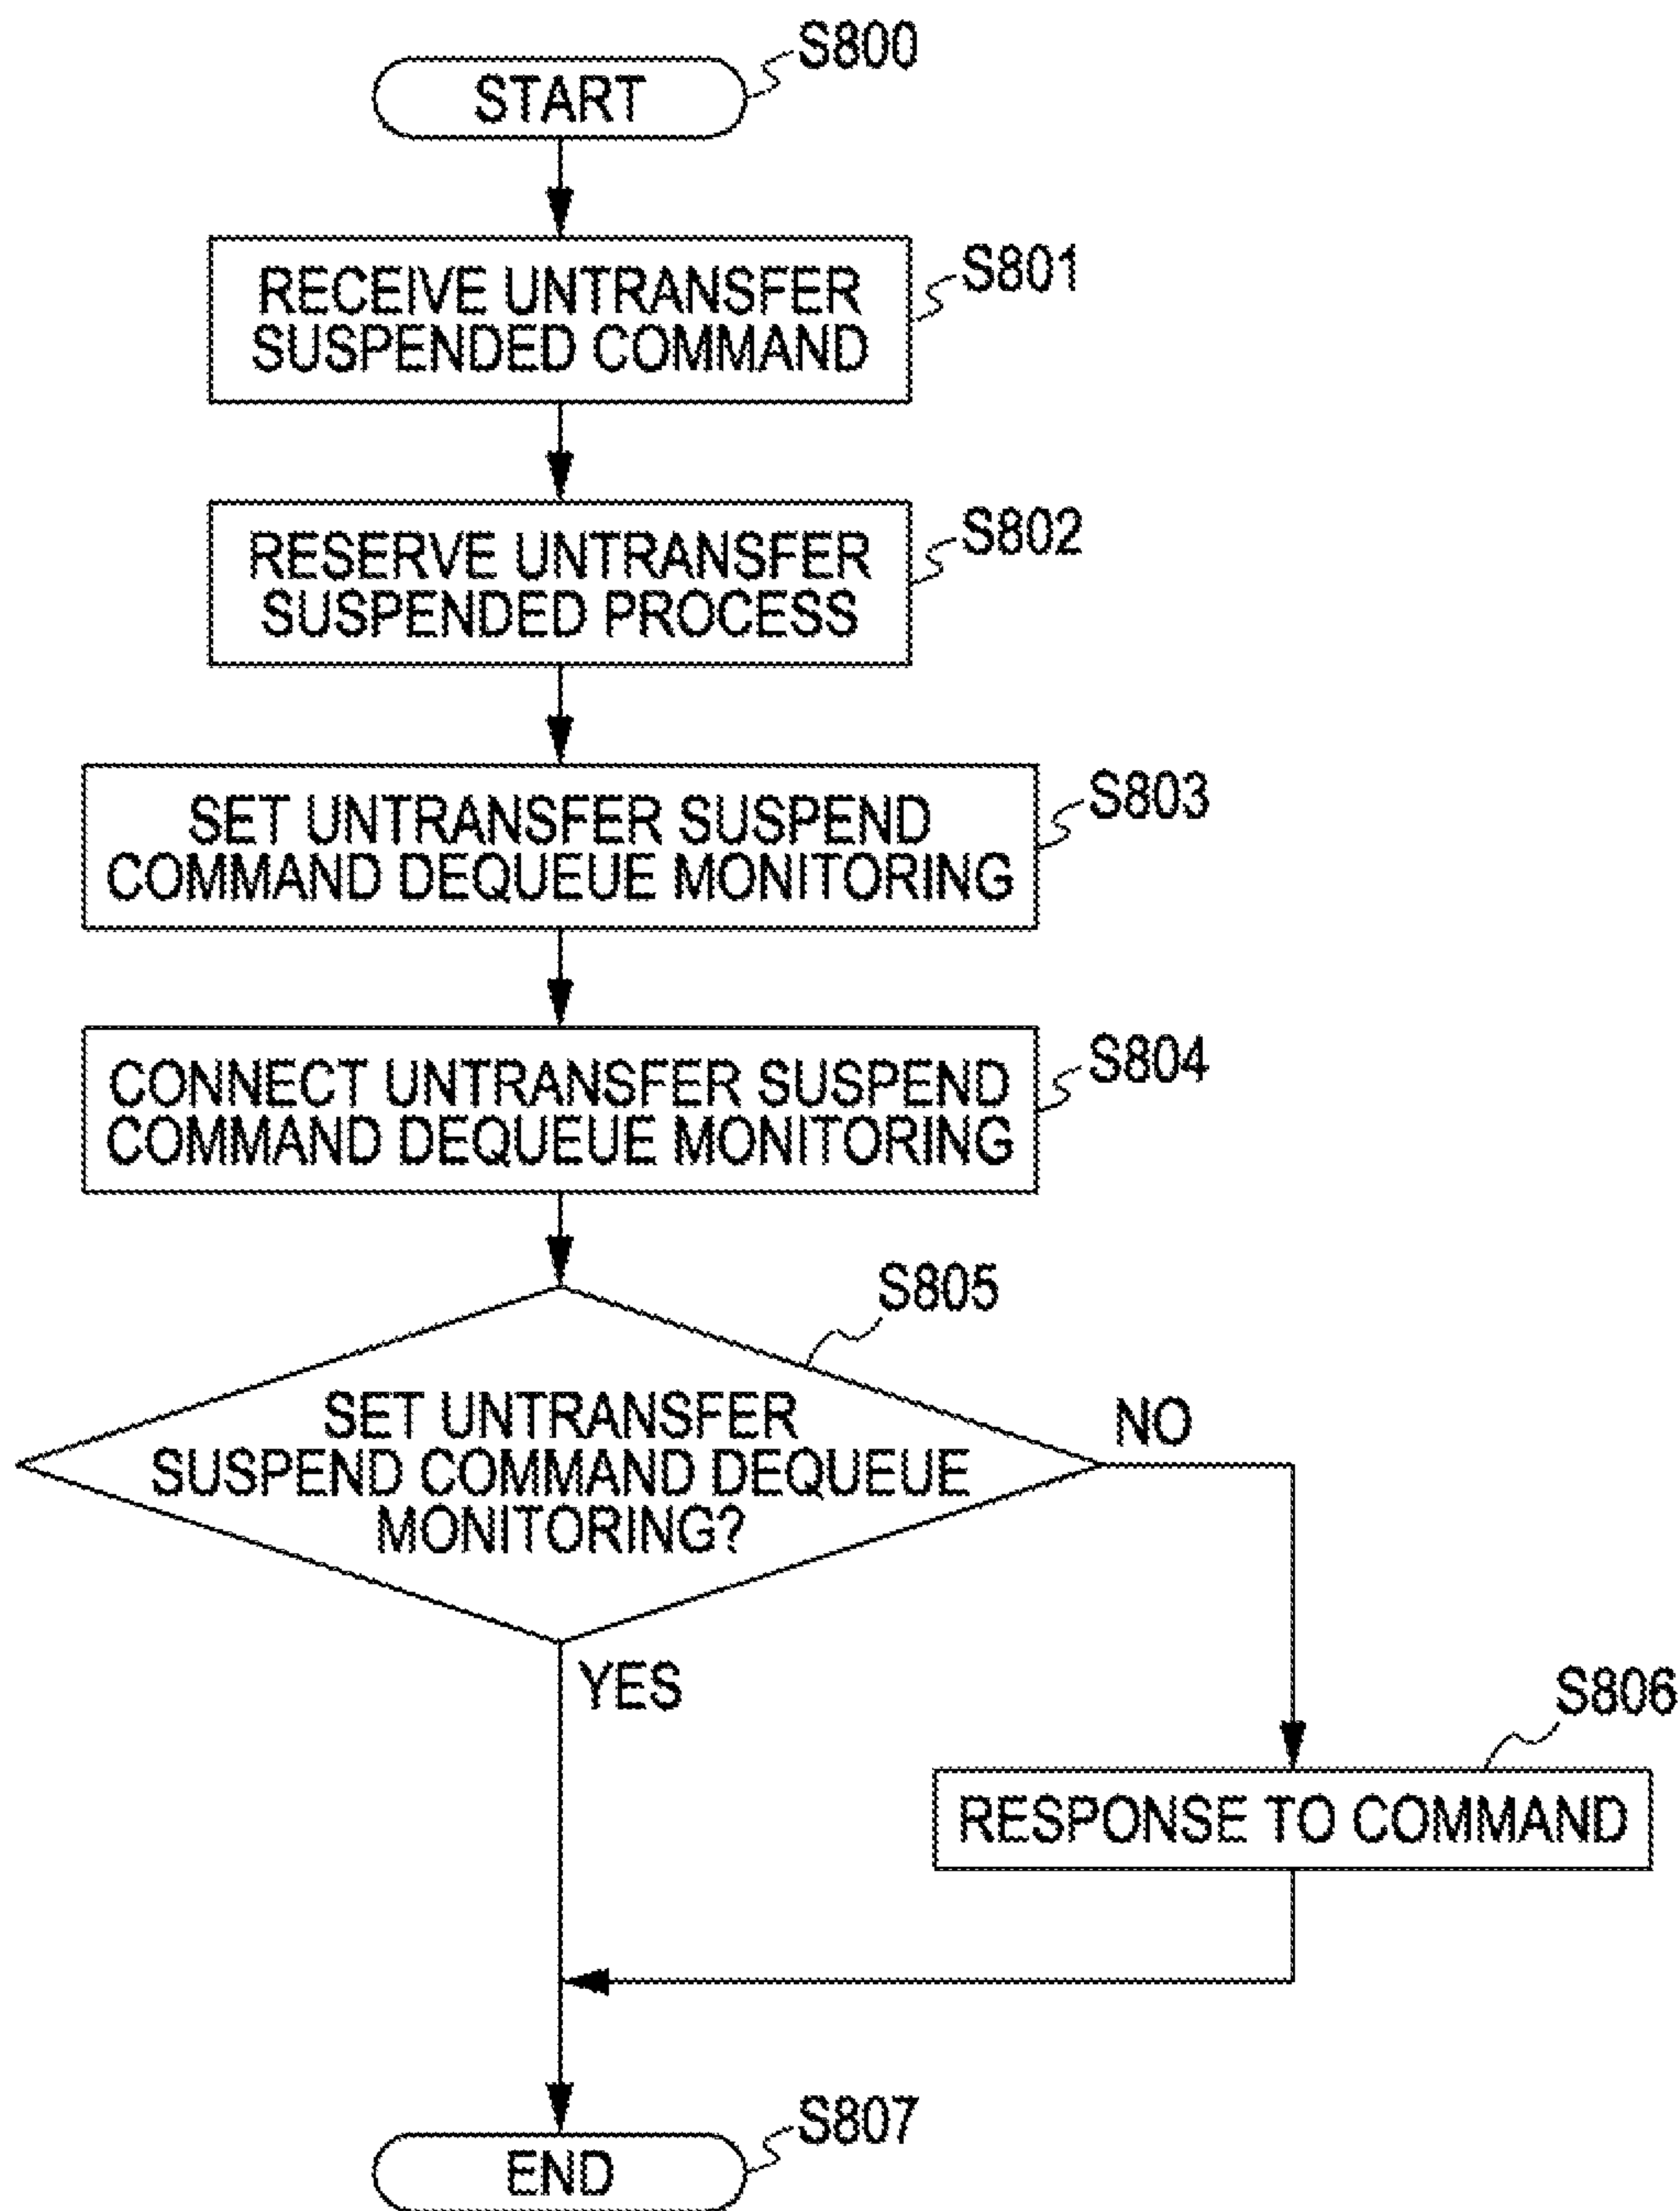 START
S800
RECEIVE UNTRANSFER
SUSPENDED COMMAND
S801
RESERVE UNTRANSFER
SUSPENDED PROCESS
S802
SET UNTRANSFER SUSPEND
COMMAND DEQUEUE MONITORING
S803
CONNECT UNTRANSFER SUSPEND
COMMAND DEQUEUE MONITORING
S804
S805
SET UNTRANSFER
SUSPEND COMMAND DEQUEUE
MONITORING?
NO
YES
S806
RESPONSE TO COMMAND
S807
END